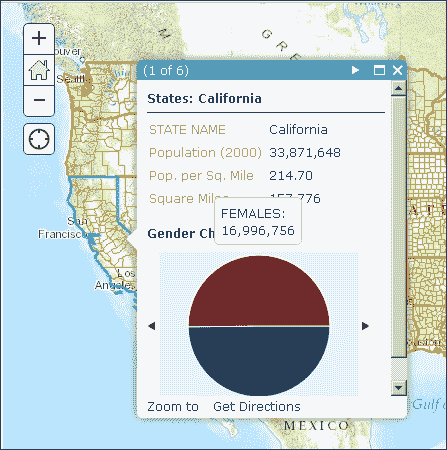 +
−
(1 of 6)
States: California
STATE NAME California
Population (2000) 33,871,648
Pop. per Sq. Mile 214.70
Square Miles 157,776
FEMALES:
16,996,756
Gender Ch
Zoom to Get Directions
couver
Seattle
San
Francisco
Los
Angele
G R E
Gulf of
MEXICO